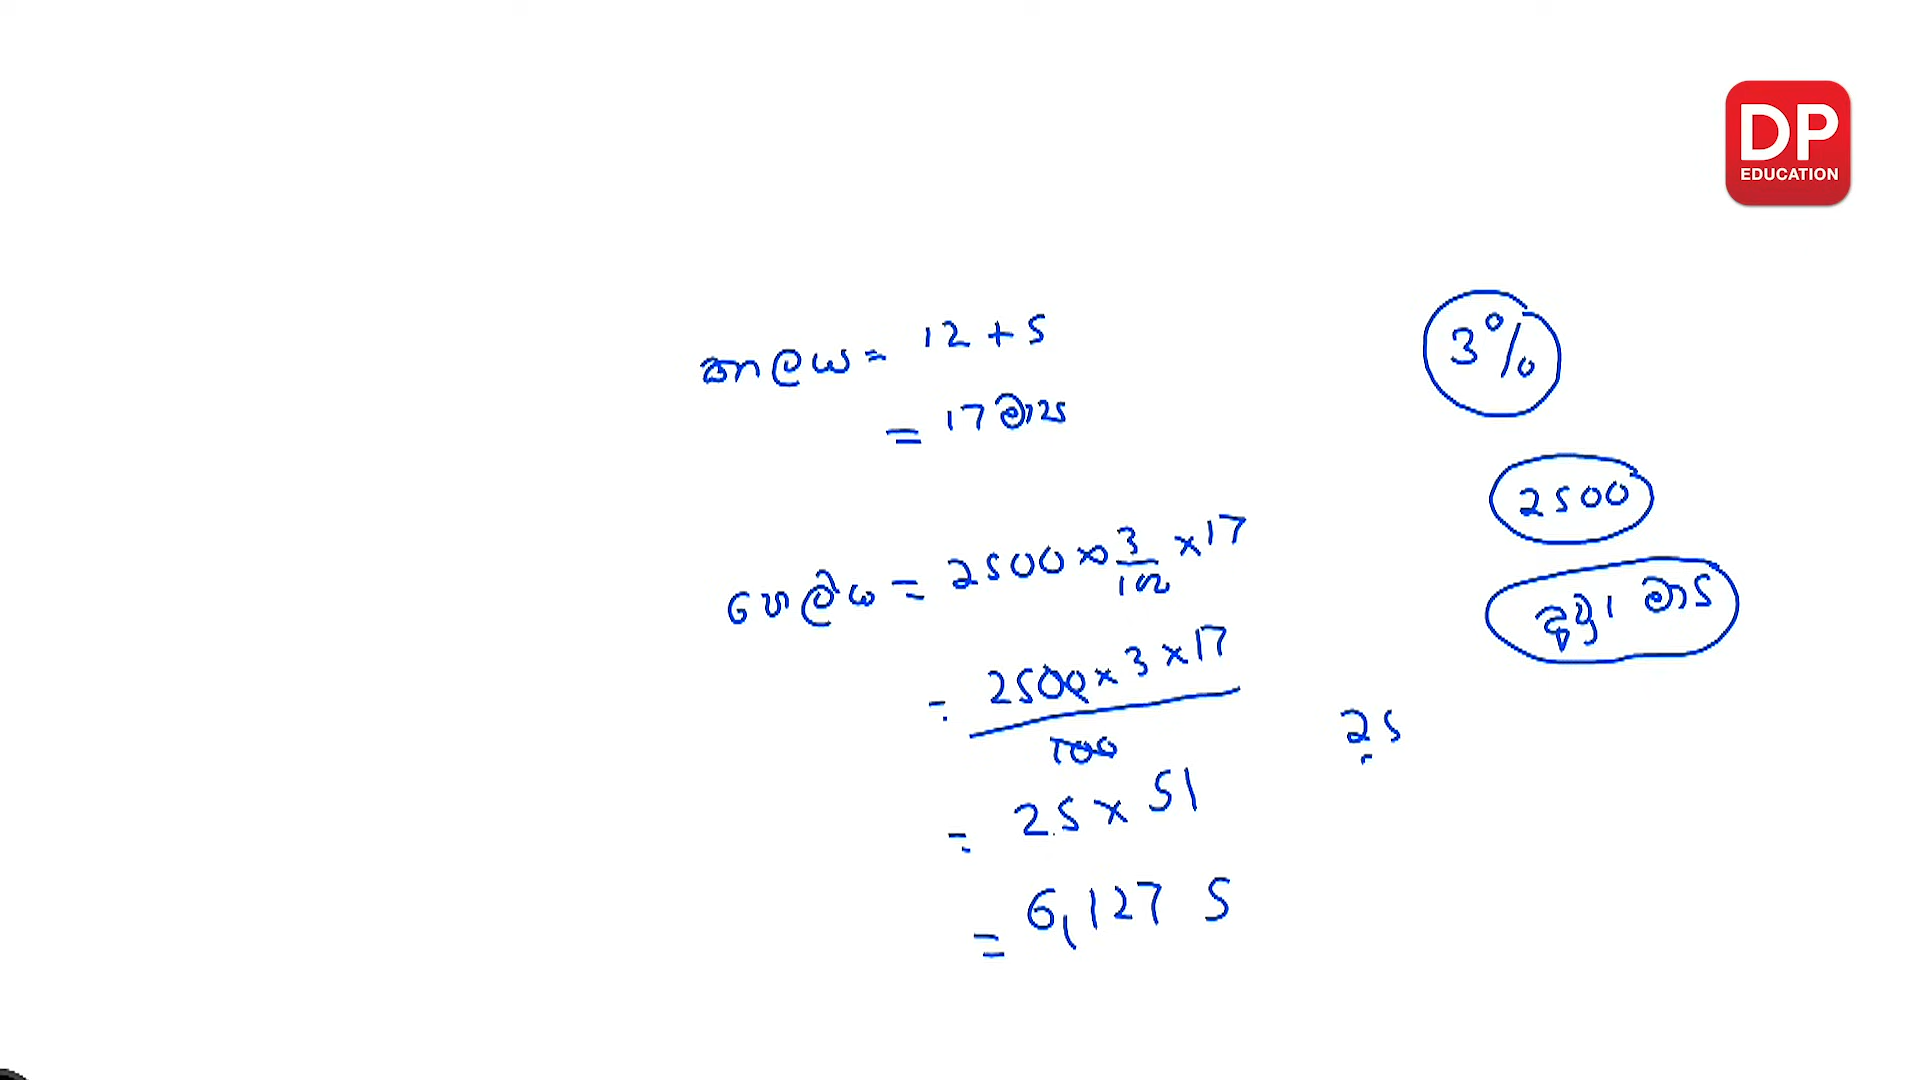 DP
EDUCATION
කාලය = 12 + 5
= 17 මාස
3%
2500
පොලිය = 2500 × 3/100 × 17
= 2500 × 3 × 17
100
25
= 25 × 51
= 6,127 5